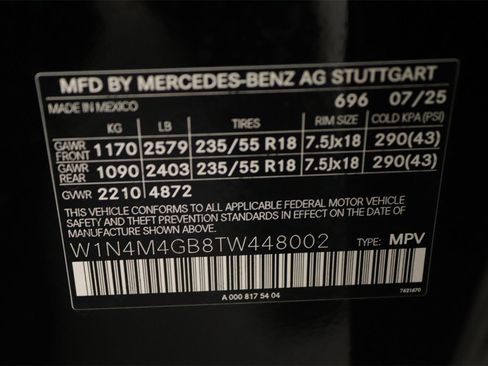 MFD BY MERCEDES-BENZ AG STUTTGART
MADE IN MEXICO 696 07/25
KG LB TIRES RIM SIZE COLD KPA (PSI)
GAWR FRONT 1170 2579 235/55 R18 7.5Jx18 290(43)
GAWR REAR 1090 2403 235/55 R18 7.5Jx18 290(43)
GVWR 2210 4872
THIS VEHICLE CONFORMS TO ALL APPLICABLE FEDERAL MOTOR VEHICLE
SAFETY AND THEFT STANDARDS IN EFFECT ON THE DATE OF
MANUFACTURE SHOWN ABOVE.
W1N4M4GB8TW448002 TYPE: MPV
A 000 817 54 04 7421670